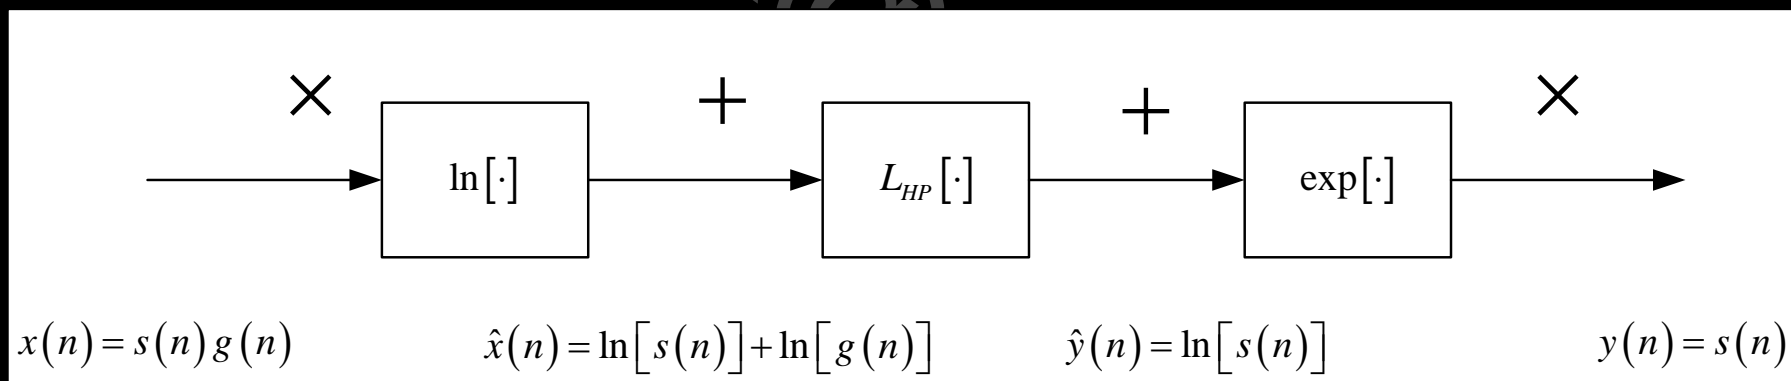 × + + ×
ln[·] L_HP[·] exp[·]
x(n) = s(n)g(n) x̂(n) = ln[s(n)] + ln[g(n)] ŷ(n) = ln[s(n)] y(n) = s(n)